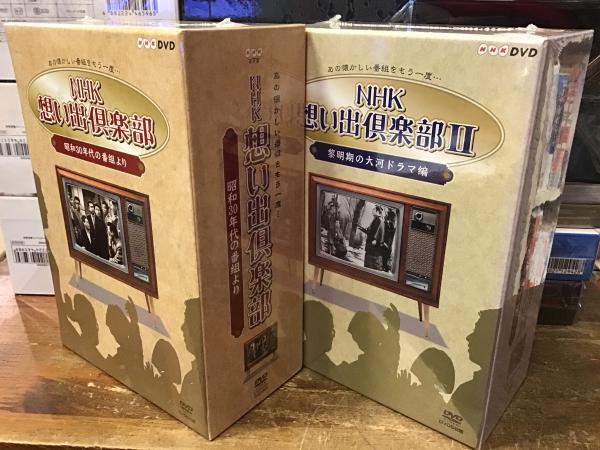 NHK DVD
あの懐かしい番組をもう一度…
NHK
想い出倶楽部
昭和30年代の番組より
DVD
NHK
あの懐かしい番組をもう一度…
NHK 想い出倶楽部
昭和30年代の番組より
DVD
NHK DVD
あの懐かしい番組をもう一度…
NHK
想い出倶楽部II
黎明期の大河ドラマ編
DVD